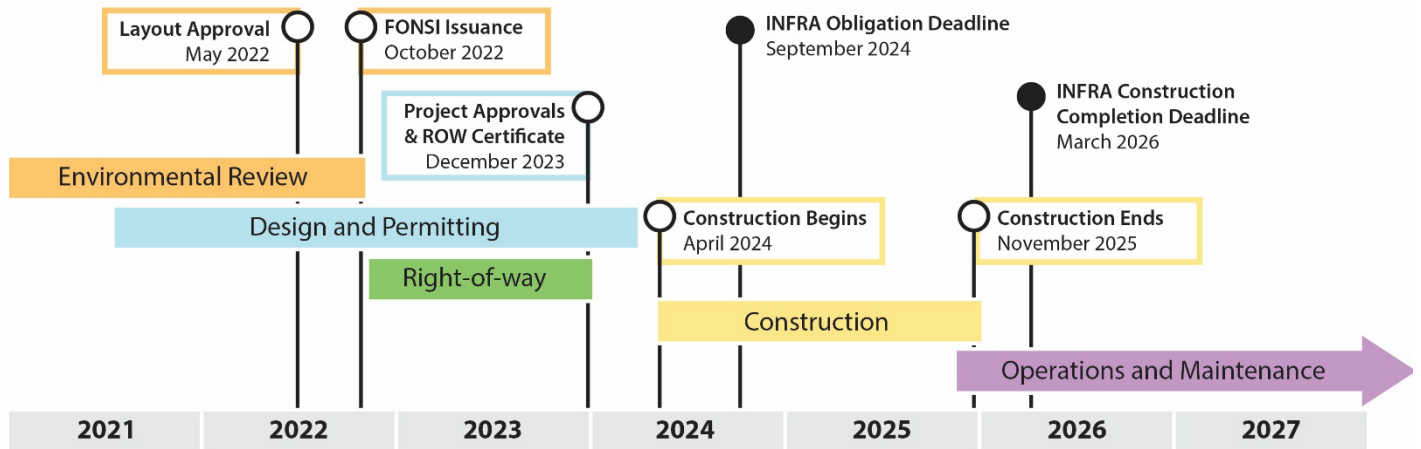 Layout Approval
May 2022
FONSI Issuance
October 2022
INFRA Obligation Deadline
September 2024
Project Approvals
& ROW Certificate
December 2023
INFRA Construction
Completion Deadline
March 2026
Environmental Review
Design and Permitting
Construction Begins
April 2024
Construction Ends
November 2025
Right-of-way
Construction
Operations and Maintenance
2021 2022 2023 2024 2025 2026 2027